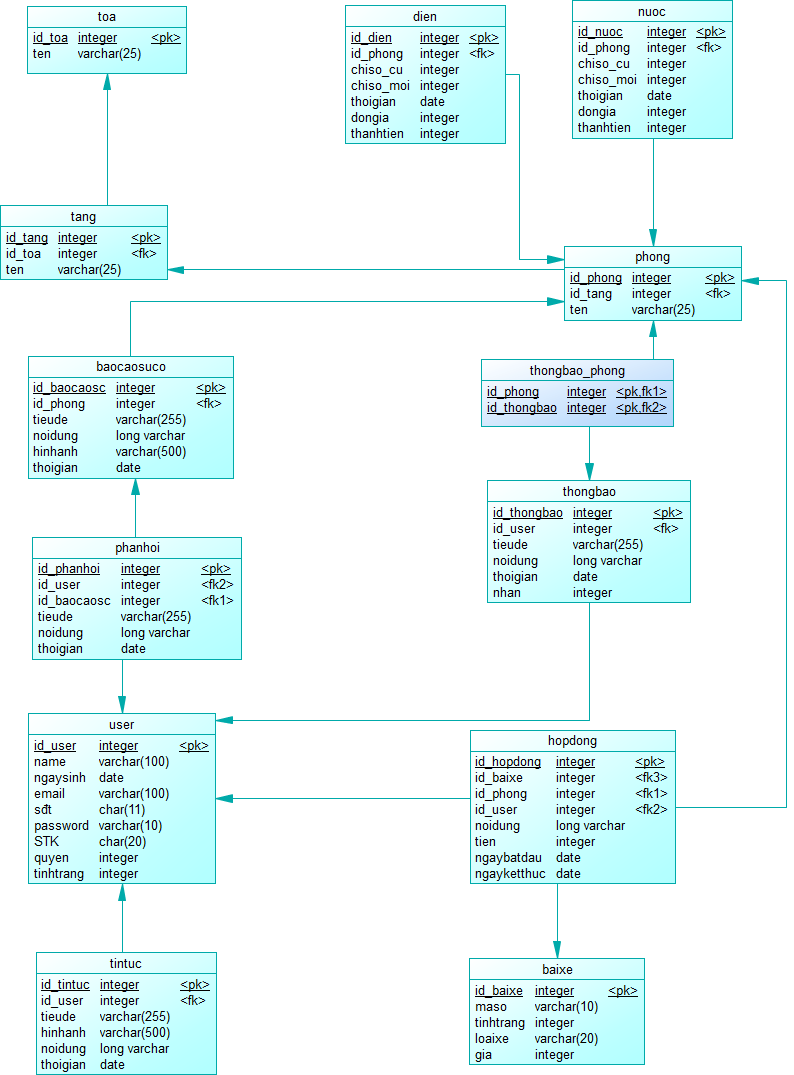 toa
id_toa integer <pk>
ten varchar(25)
dien
id_dien integer <pk>
id_phong integer <fk>
chiso_cu integer
chiso_moi integer
thoigian date
dongia integer
thanhtien integer
nuoc
id_nuoc integer <pk>
id_phong integer <fk>
chiso_cu integer
chiso_moi integer
thoigian date
dongia integer
thanhtien integer
tang
id_tang integer <pk>
id_toa integer <fk>
ten varchar(25)
phong
id_phong integer <pk>
id_tang integer <fk>
ten varchar(25)
baocaosuco
id_baocaosc integer <pk>
id_phong integer <fk>
tieude varchar(255)
noidung long varchar
hinhanh varchar(500)
thoigian date
thongbao_phong
id_phong integer <pk,fk1>
id_thongbao integer <pk,fk2>
thongbao
id_thongbao integer <pk>
id_user integer <fk>
tieude varchar(255)
noidung long varchar
thoigian date
nhan integer
phanhoi
id_phanhoi integer <pk>
id_user integer <fk2>
id_baocaosc integer <fk1>
tieude varchar(255)
noidung long varchar
thoigian date
user
id_user integer <pk>
name varchar(100)
ngaysinh date
email varchar(100)
sđt char(11)
password varchar(10)
STK char(20)
quyen integer
tinhtrang integer
hopdong
id_hopdong integer <pk>
id_baixe integer <fk3>
id_phong integer <fk1>
id_user integer <fk2>
noidung long varchar
tien integer
ngaybatdau date
ngayketthuc date
tintuc
id_tintuc integer <pk>
id_user integer <fk>
tieude varchar(255)
hinhanh varchar(500)
noidung long varchar
thoigian date
baixe
id_baixe integer <pk>
maso varchar(10)
tinhtrang integer
loaixe varchar(20)
gia integer